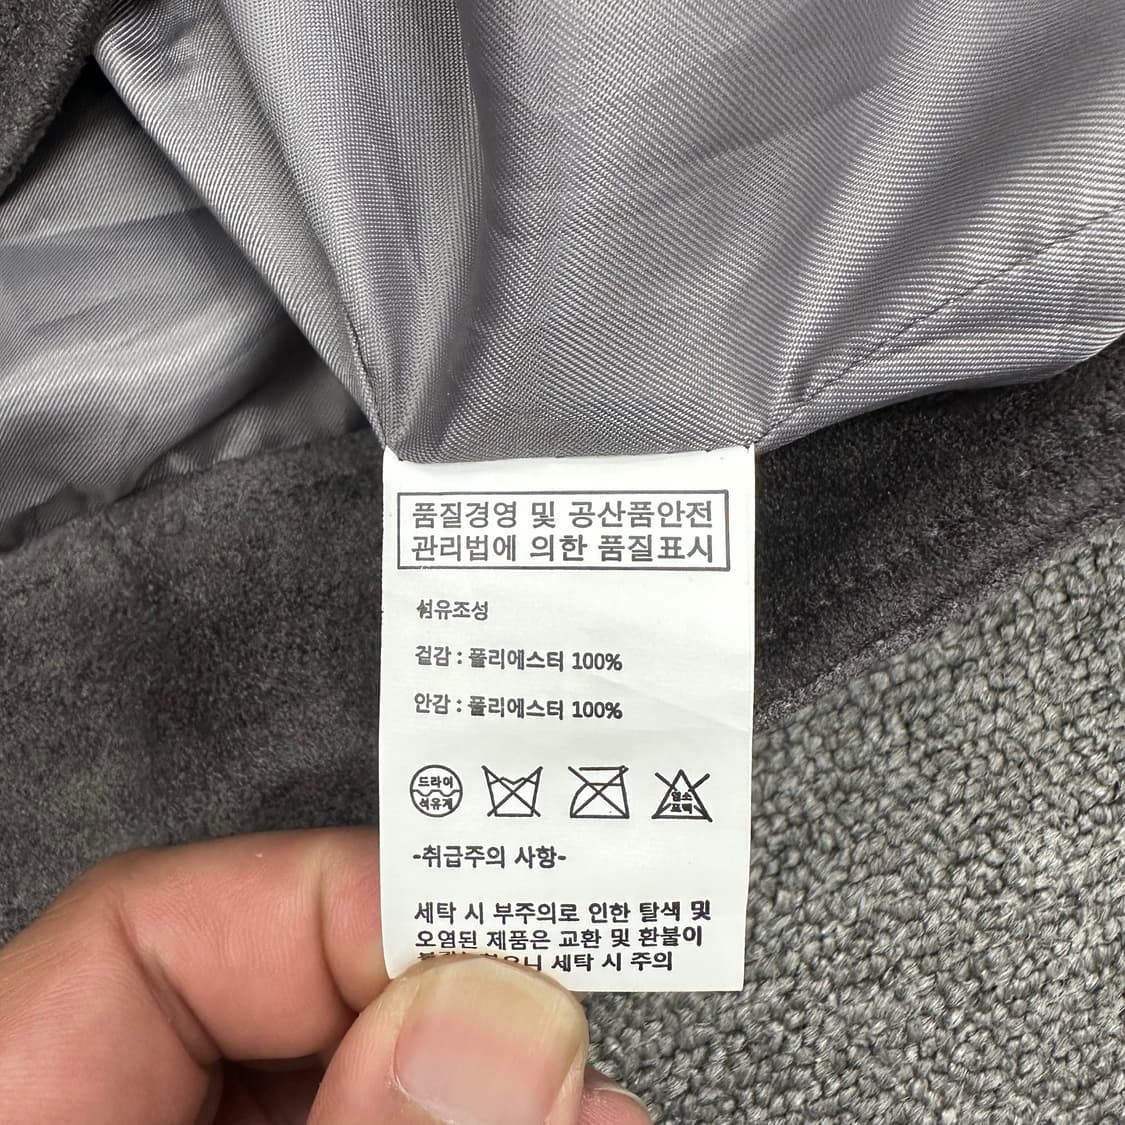 품질경영 및 공산품안전
관리법에 의한 품질표시
섬유조성
겉감 : 폴리에스터 100%
안감 : 폴리에스터 100%
드라이
석유계
염소
표백
-취급주의 사항-
세탁 시 부주의로 인한 탈색 및
오염된 제품은 교환 및 환불이
세탁 시 주의